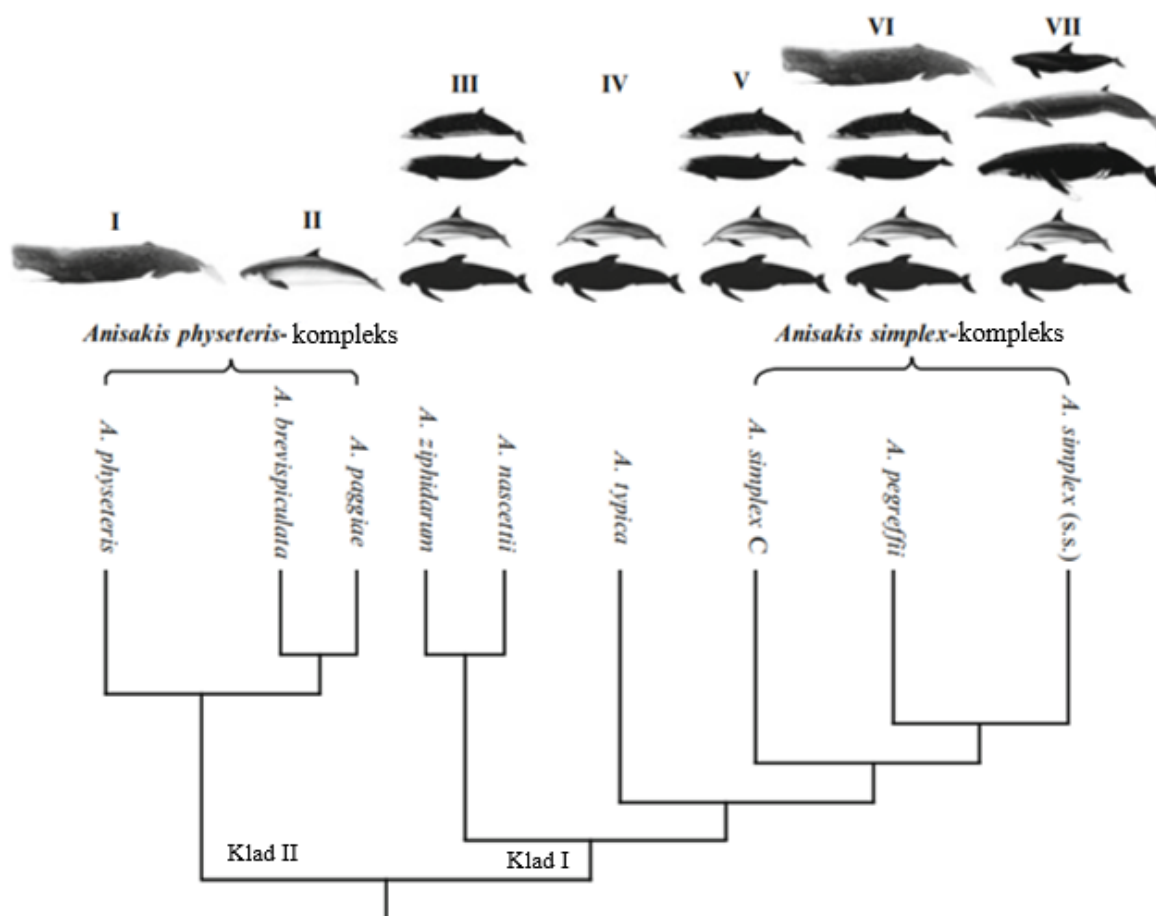 VI
VII
III
IV
V
I
II
Anisakis physeteris- kompleks
Anisakis simplex-kompleks
A. physeteris
A. brevispiculata
A. paggiae
A. ziphidarum
A. nascettii
A. typica
A. simplex C
A. pegreffii
A. simplex (s.s.)
Klad II
Klad I